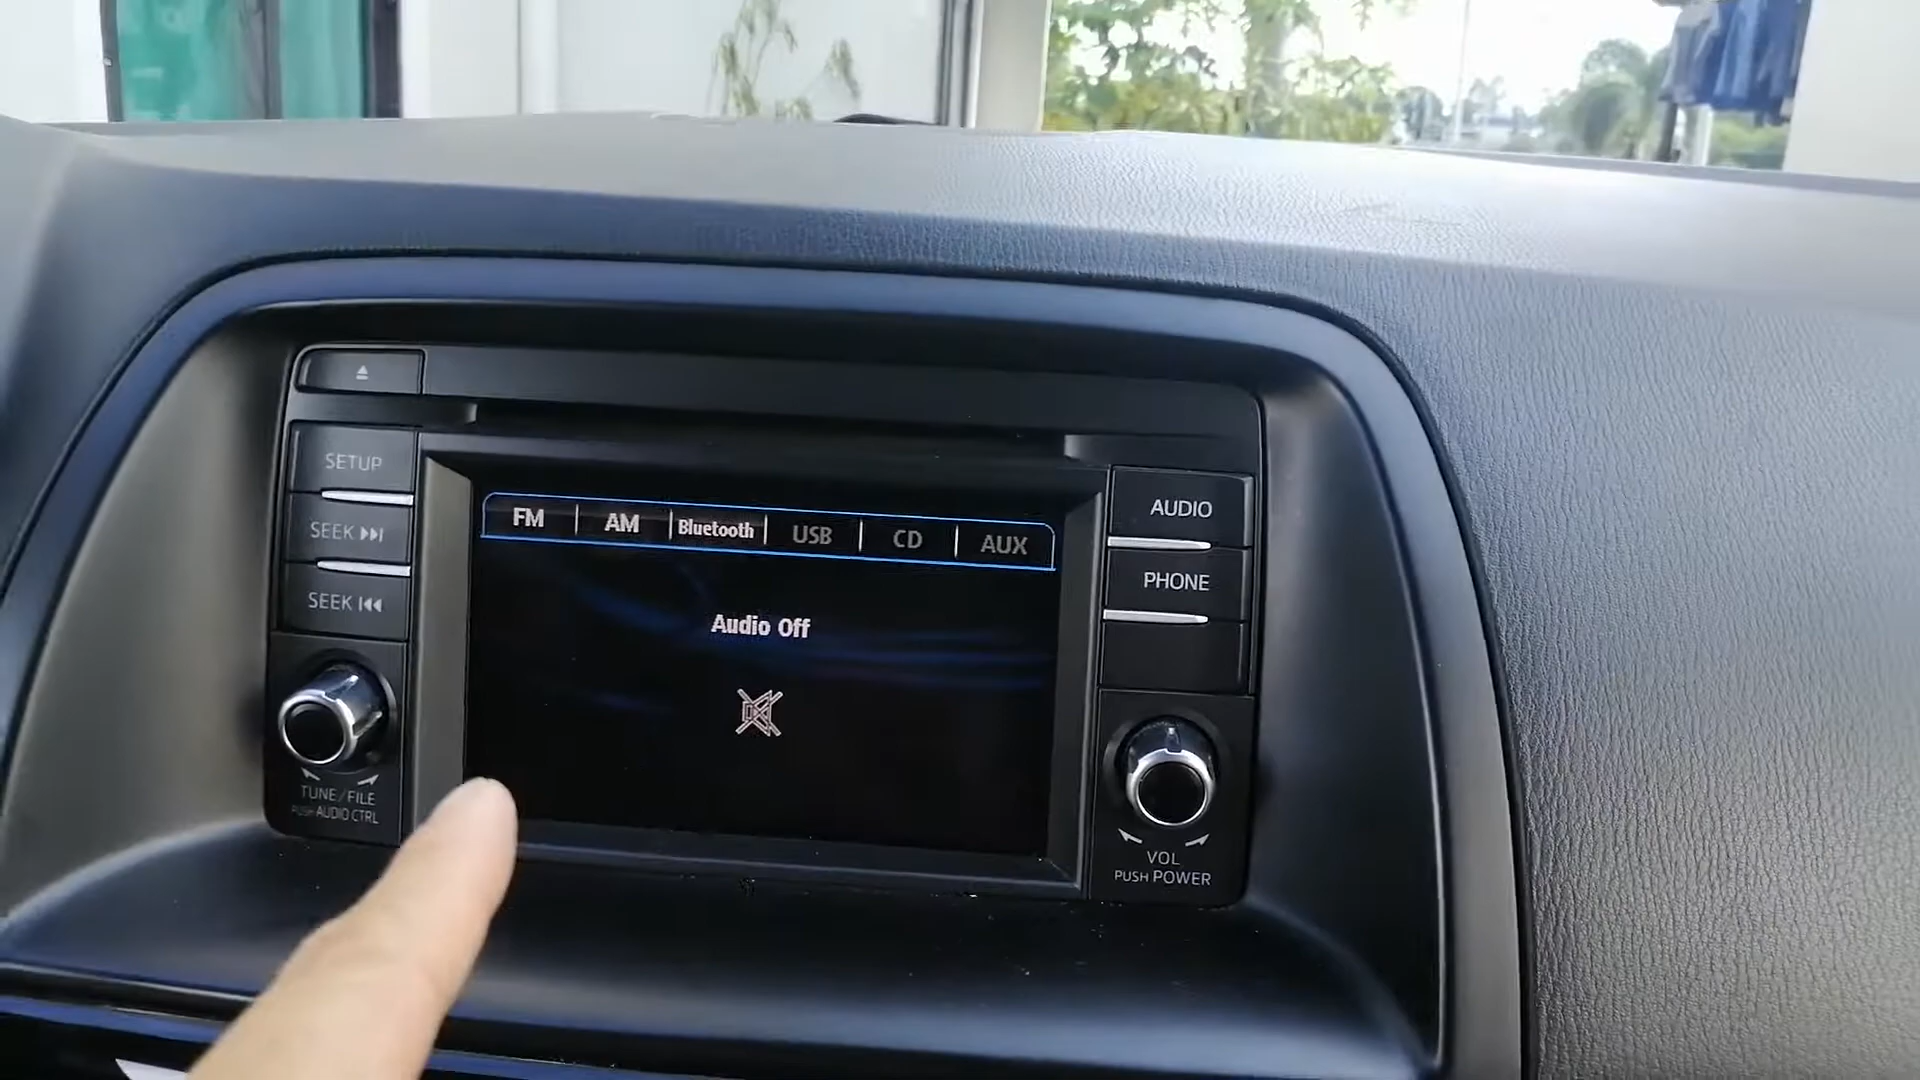 SETUP
SEEK
SEEK
TUNE/FILE
PUSH AUDIO CTRL
FM
AM
Bluetooth
USB
CD
AUX
Audio Off
AUDIO
PHONE
VOL
PUSH POWER